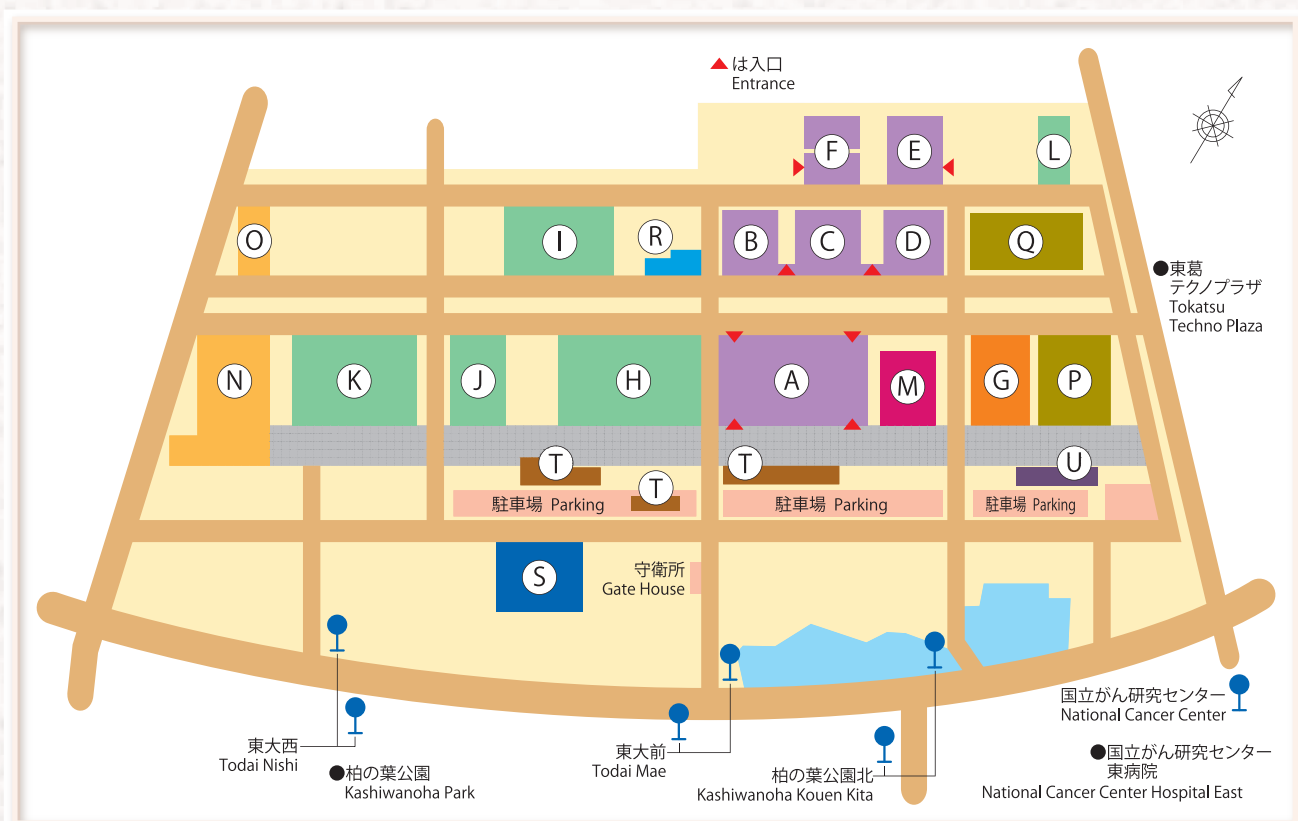 は入口
Entrance
F
E
L
O
I
R
B
C
D
Q
東葛
テクノプラザ
Tokatsu
Techno Plaza
N
K
J
H
A
M
G
P
T
T
U
T
駐車場 Parking
駐車場 Parking
駐車場 Parking
S
守衛所
Gate House
東大西
Todai Nishi
柏の葉公園
Kashiwanoha Park
東大前
Todai Mae
柏の葉公園北
Kashiwanoha Kouen Kita
国立がん研究センター
National Cancer Center
国立がん研究センター
東病院
National Cancer Center Hospital East